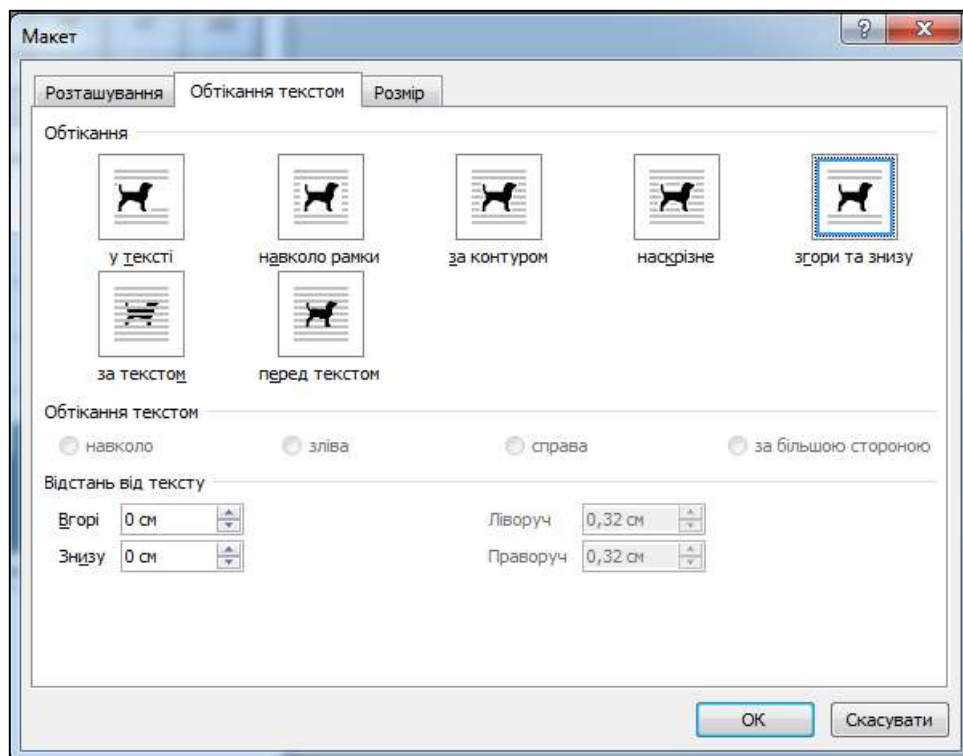 Макет
Розташування Обтікання текстом Розмір
Обтікання
у тексті навколо рамки за контуром наскрізне згори та знизу
за текстом перед текстом
Обтікання текстом
навколо зліва справа за більшою стороною
Відстань від тексту
Вгорі 0 см Ліворуч 0,32 см
Знизу 0 см Праворуч 0,32 см
ОК Скасувати